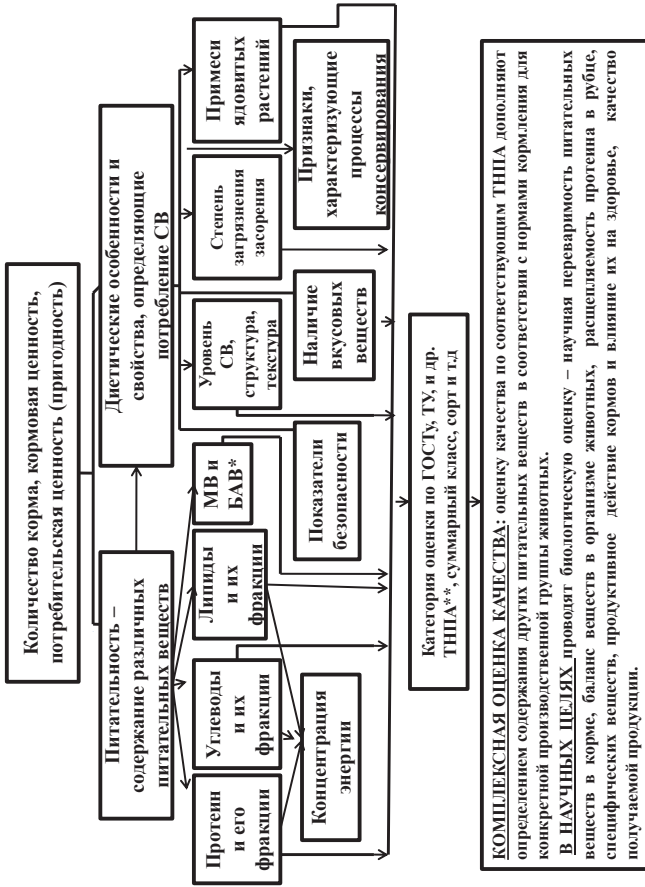 Количество корма, кормовая ценность,
потребительская ценность (пригодность)
Питательность –
содержание различных
питательных веществ
Диетические особенности и
свойства, определяющие
потребление СВ
Протеин
и его
фракции
Углеводы
и их
фракции
Липиды
и их
фракции
МВ и
БАВ*
Уровень
СВ,
структура,
текстура
Степень
загрязнения
засорения
Примеси
ядовитых
растений
Концентрация
энергии
Показатели
безопасности
Наличие
вкусовых
веществ
Признаки,
характеризующие
процессы
консервирования
Категория оценки по ГОСТу, ТУ, и др.
ТНПА**, суммарный класс, сорт и т.д
КОМПЛЕКСНАЯ ОЦЕНКА КАЧЕСТВА: оценку качества по соответствующим ТНПА дополняют
определением содержания других питательных веществ в соответствии с нормами кормления для
конкретной производственной группы животных.
В НАУЧНЫХ ЦЕЛЯХ проводят биологическую оценку – научная переваримость питательных
веществ в корме, баланс веществ в организме животных, расщепляемость протеина в рубце,
специфических веществ, продуктивное действие кормов и влияние их на здоровье, качество
получаемой продукции.